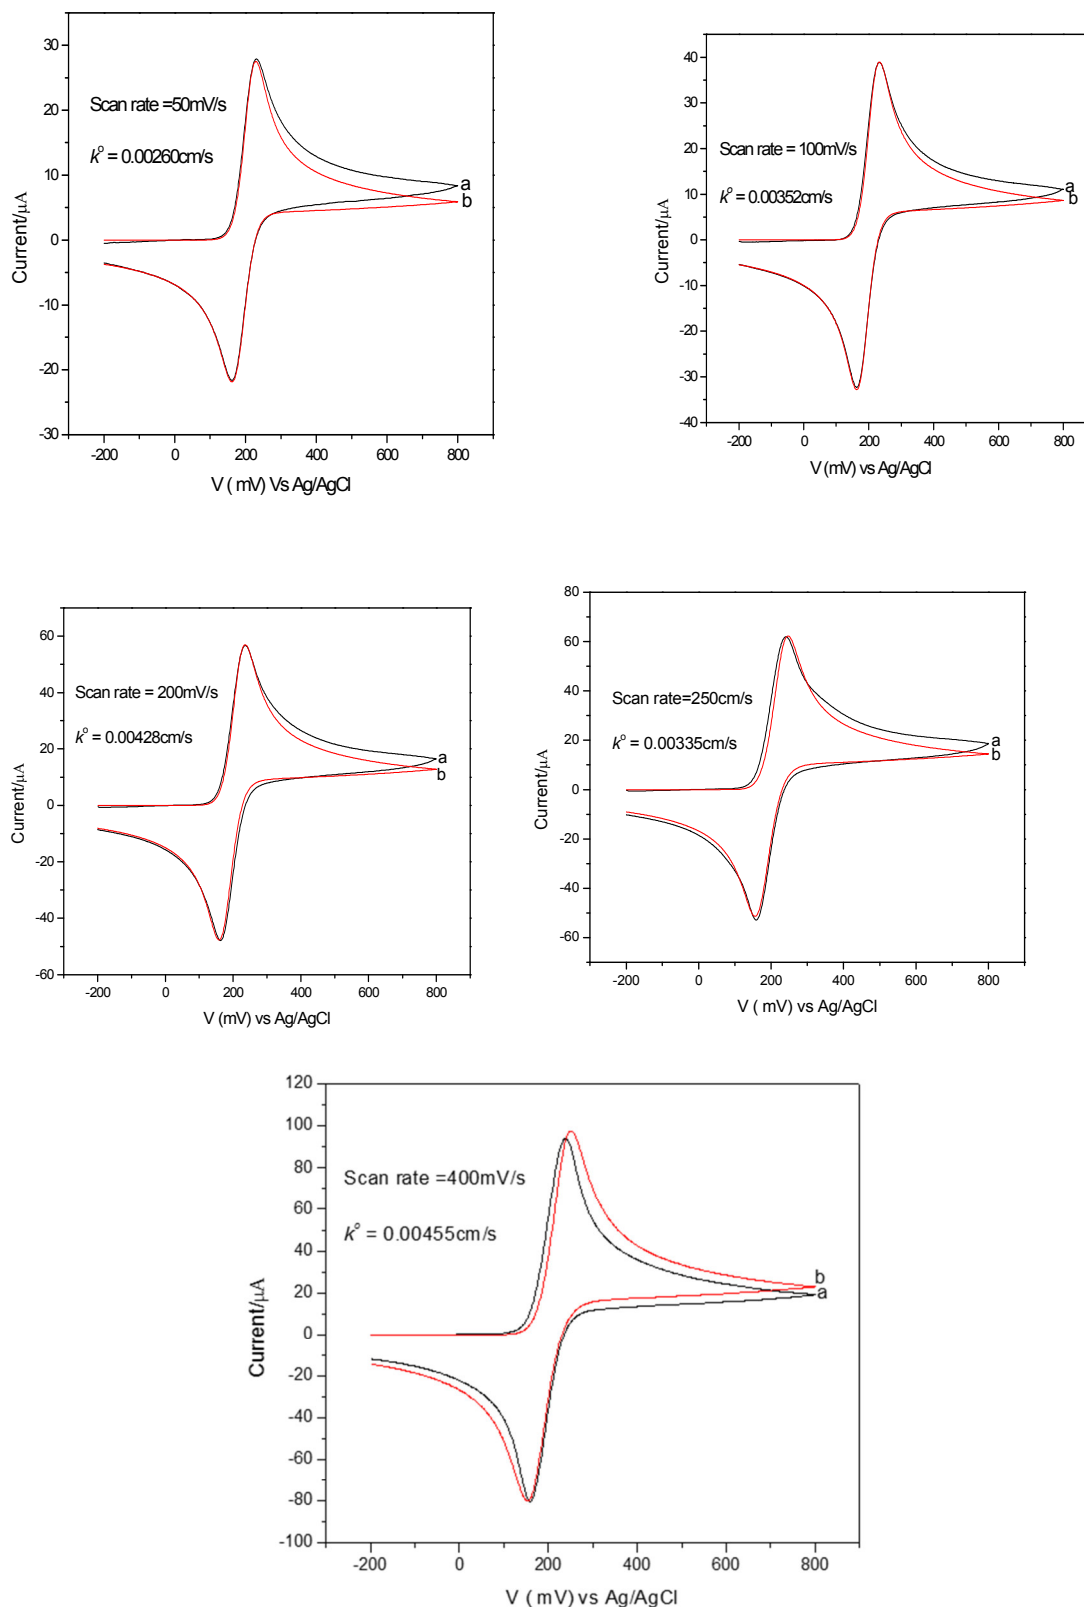 30
20
10
0
-10
-20
-30
Current/μA
Scan rate =50mV/s
k° = 0.00260cm/s
a
b
-200 0 200 400 600 800
V ( mV) Vs Ag/AgCl
40
30
20
10
0
-10
-20
-30
-40
Current/μA
Scan rate = 100mV/s
k° = 0.00352cm/s
a
b
-200 0 200 400 600 800
V (mV) vs Ag/AgCl
60
40
20
0
-20
-40
-60
Current/μA
Scan rate = 200mV/s
k° = 0.00428cm/s
a
b
-200 0 200 400 600 800
V (mV) vs Ag/AgCl
80
60
40
20
0
-20
-40
-60
Current/μA
Scan rate=250cm/s
k° = 0.00335cm/s
a
b
-200 0 200 400 600 800
V ( mV) vs Ag/AgCl
120
100
80
60
40
20
0
-20
-40
-60
-80
-100
Current/μA
Scan rate =400mV/s
k° = 0.00455cm/s
b
a
-200 0 200 400 600 800
V ( mV) vs Ag/AgCl